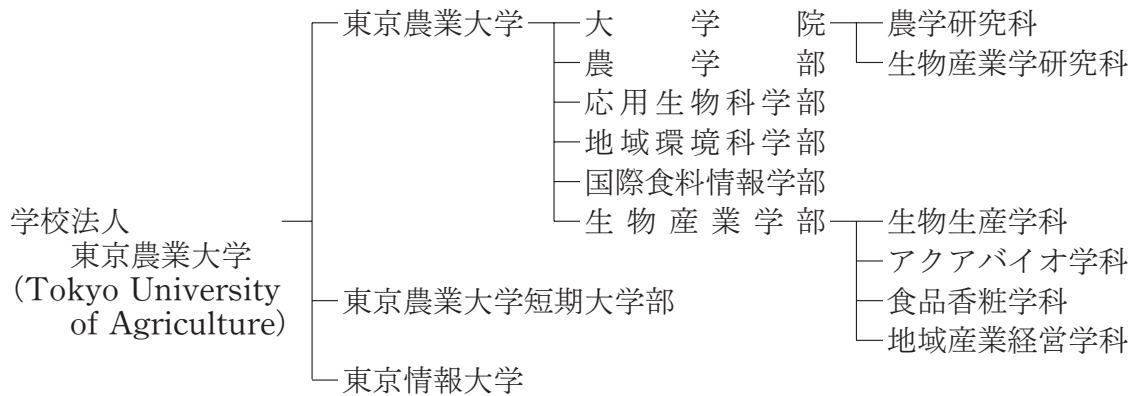 学校法人
東京農業大学
(Tokyo University
of Agriculture)
東京農業大学
大学院
農学研究科
生物産業学研究科
農学部
応用生物科学部
地域環境科学部
国際食料情報学部
生物産業学部
生物生産学科
アクアバイオ学科
食品香粧学科
地域産業経営学科
東京農業大学短期大学部
東京情報大学